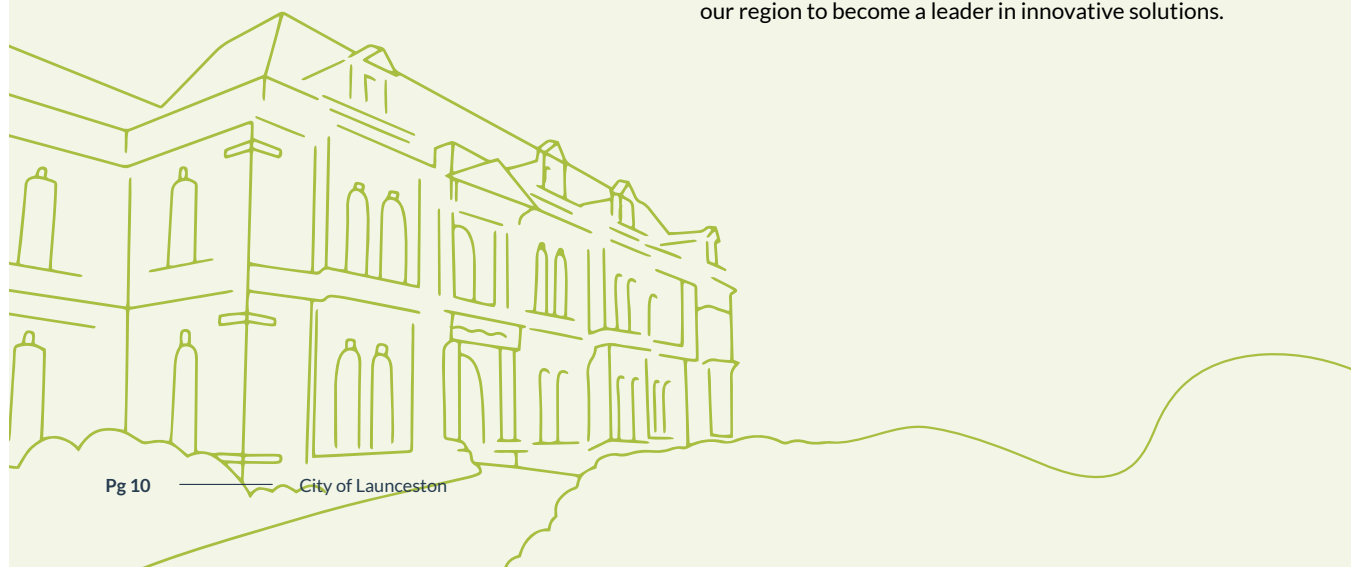 our region to become a leader in innovative solutions.
Pg 10 City of Launceston